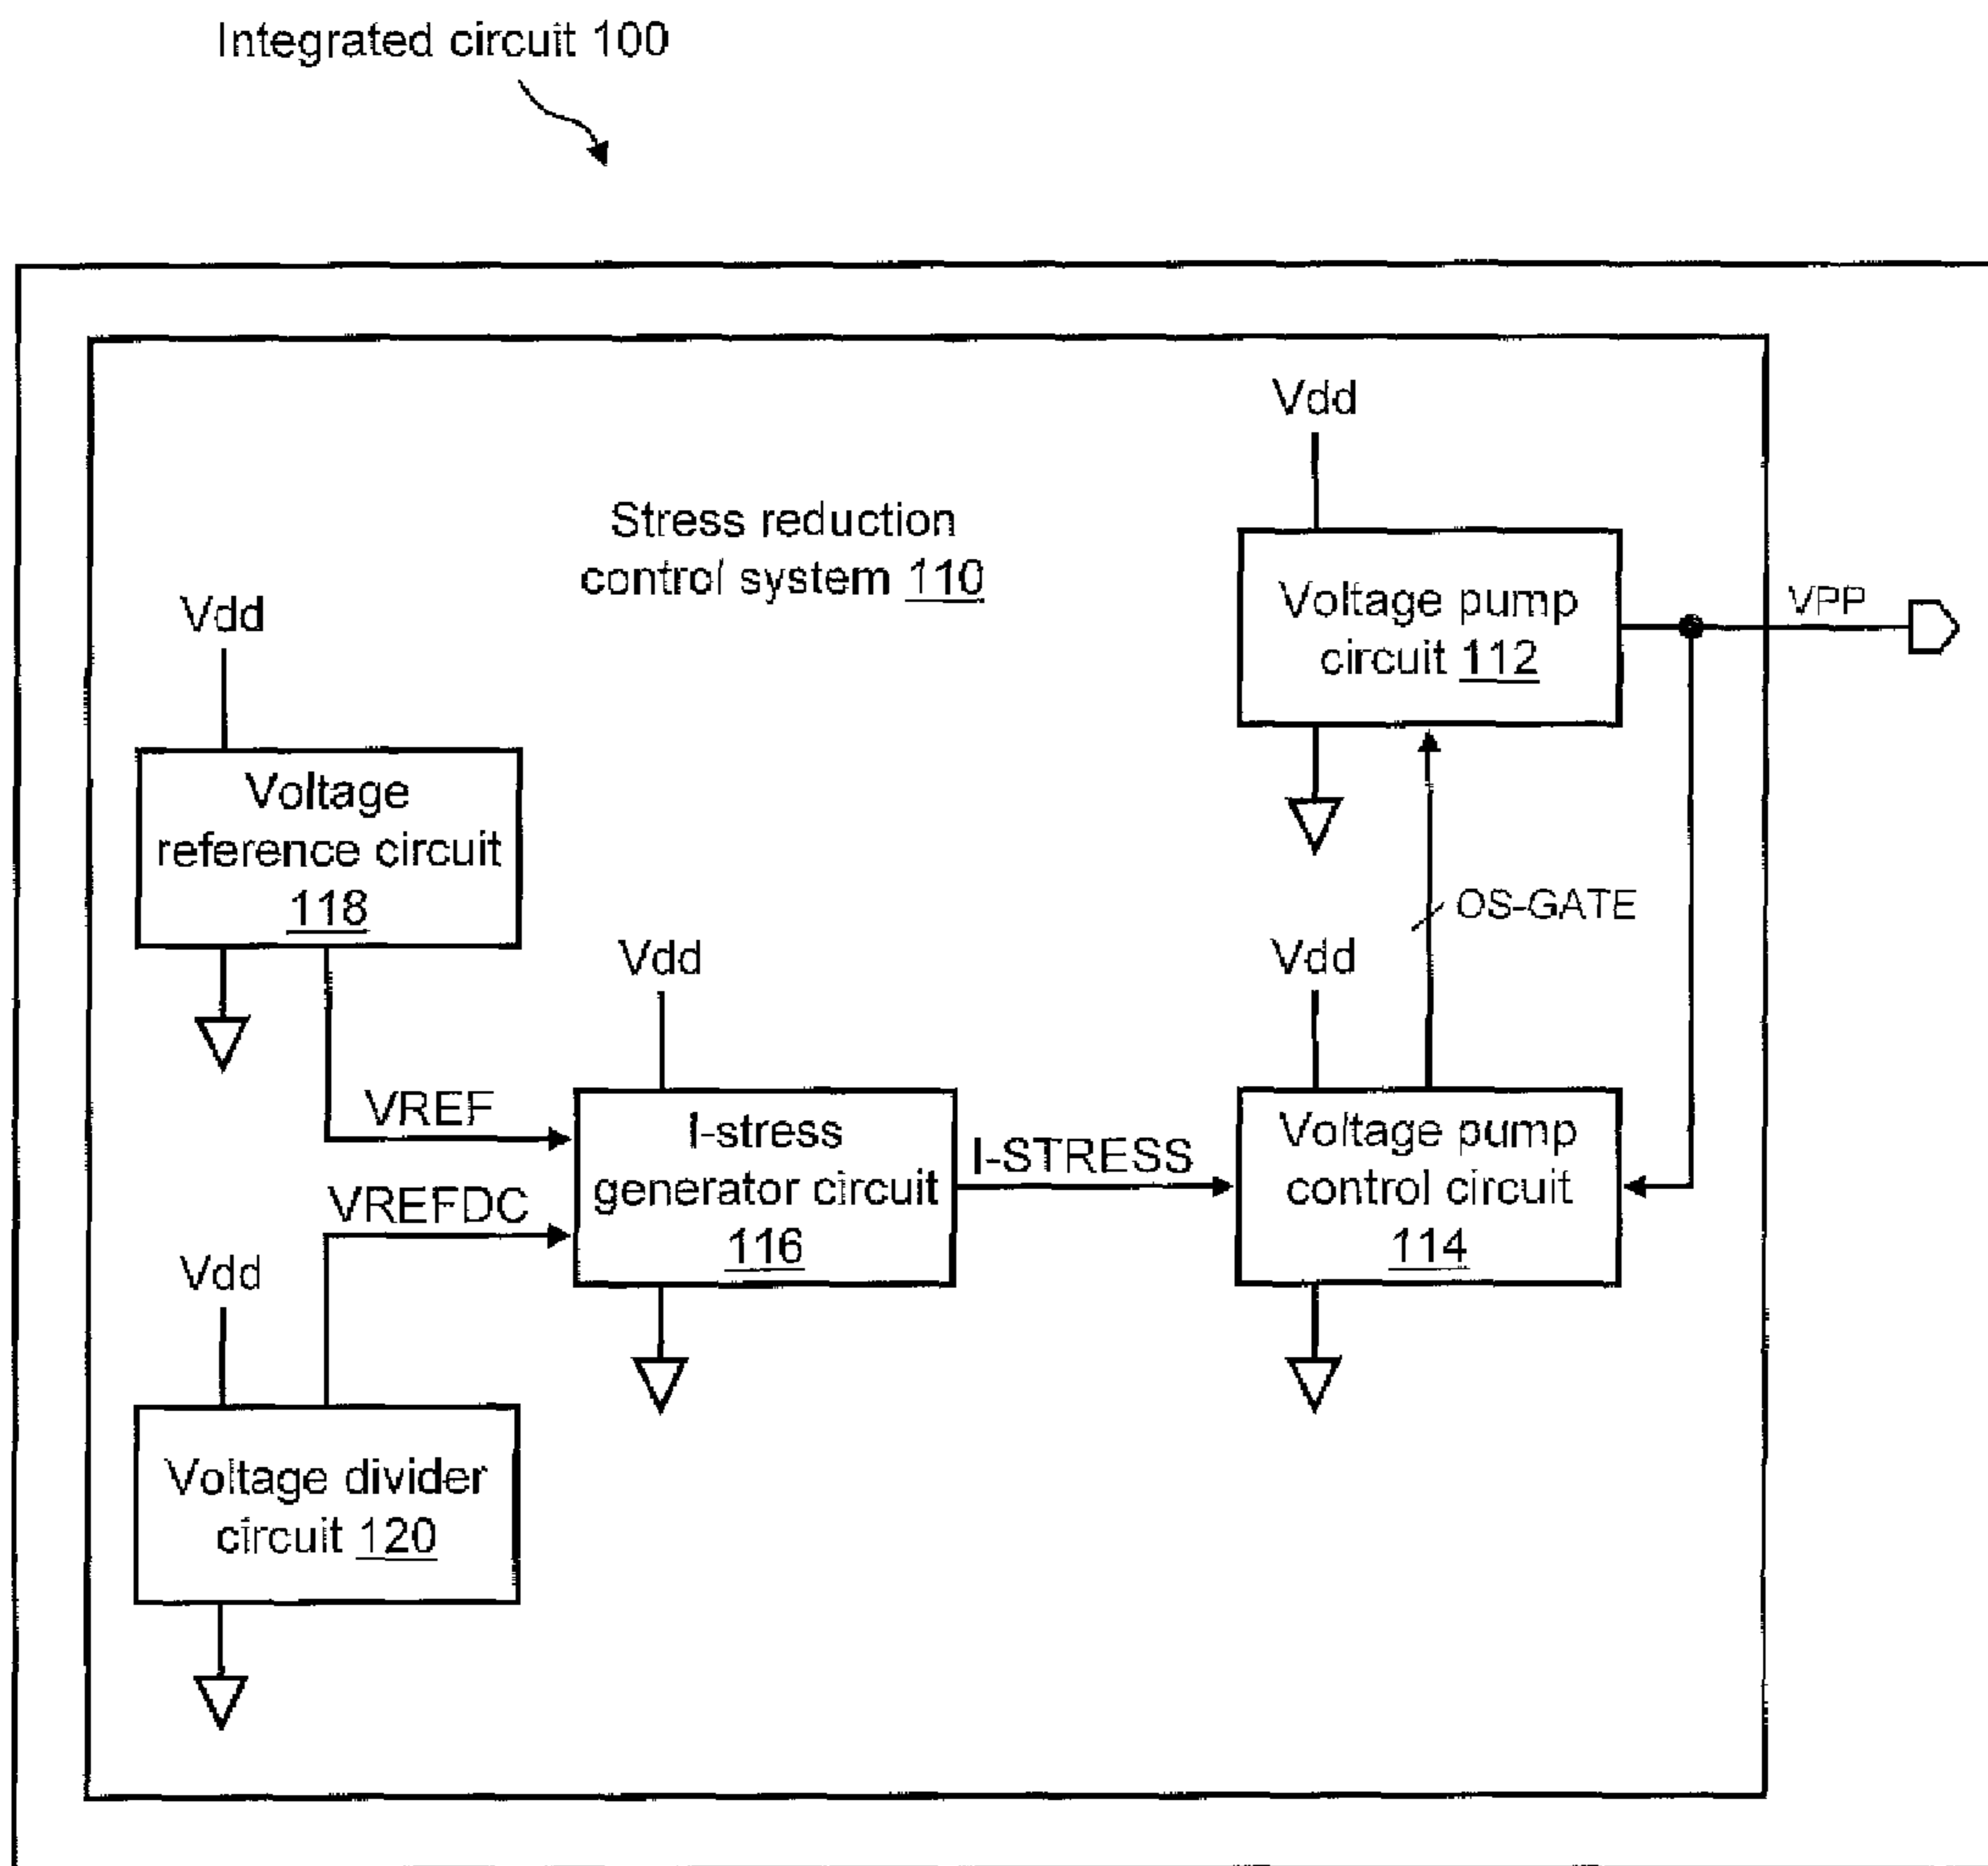 Integrated circuit 100
Vdd
Stress reduction
control system 110
Voltage pump
circuit 112
VPP
Vdd
Voltage
reference circuit
118
OS-GATE
Vdd
Vdd
VREF
I-stress
generator circuit
116
I-STRESS
Voltage pump
control circuit
114
VREFDC
Vdd
Voltage divider
circuit 120